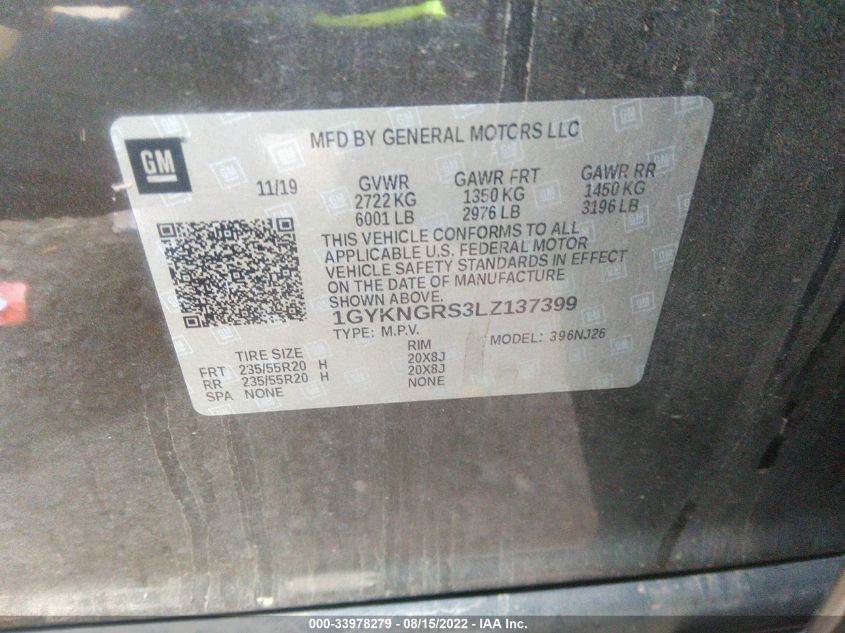 MFD BY GENERAL MOTORS LLC
GM
11/19 GVWR GAWR FRT GAWR RR
2722 KG 1350 KG 1450 KG
6001 LB 2976 LB 3196 LB
THIS VEHICLE CONFORMS TO ALL
APPLICABLE U.S. FEDERAL MOTOR
VEHICLE SAFETY STANDARDS IN EFFECT
ON THE DATE OF MANUFACTURE
SHOWN ABOVE.
1GYKNGRS3LZ137399
TYPE: M.P.V. MODEL: 396NJ26
TIRE SIZE RIM
FRT 235/55R20 H 20X8J
RR 235/55R20 H 20X8J
SPA NONE NONE
000-33978279 - 08/15/2022 - IAA Inc.